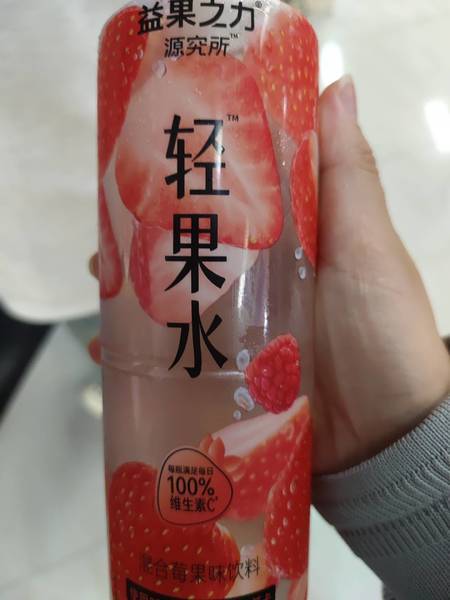 益果之力®
源究所™
轻果水™
每瓶满足每日
100%
维生素C
混合莓果味饮料